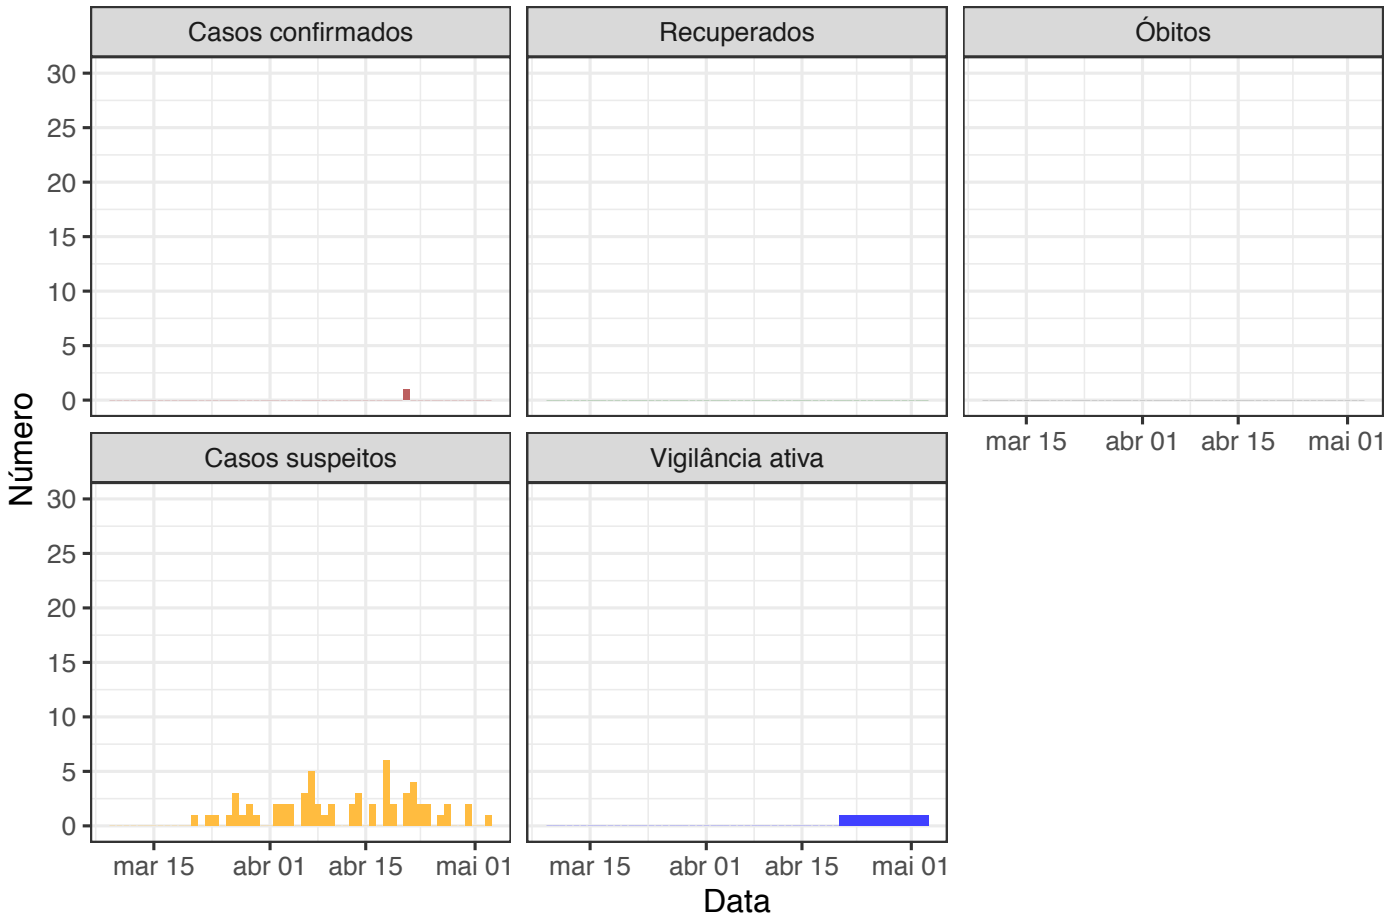 Casos confirmados
Recuperados
Óbitos
30
25
20
15
10
5
0
mar 15
abr 01
abr 15
mai 01
Número
Casos suspeitos
Vigilância ativa
30
25
20
15
10
5
0
mar 15
abr 01
abr 15
mai 01
mar 15
abr 01
abr 15
mai 01
Data